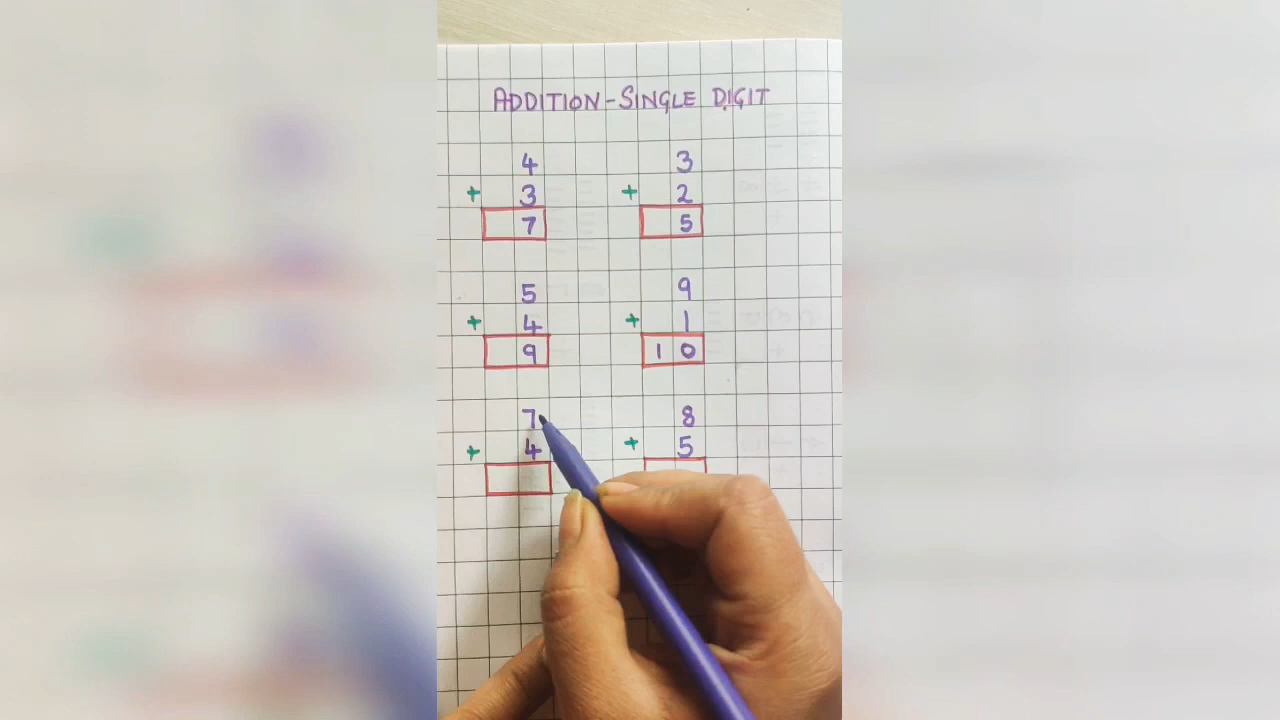 ADDITION-SINGLE DIGIT
4 3
+ 3 + 2
7 5
5 9
+ 4 + 1
9 10
7 8
+ 4 + 5